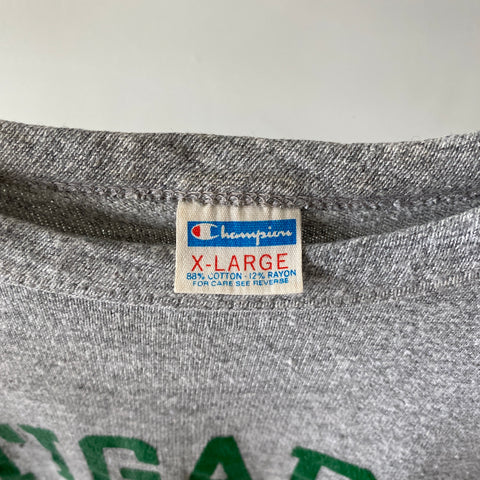 Champion
X-LARGE
88% COTTON - 12% RAYON
FOR CARE SEE REVERSE